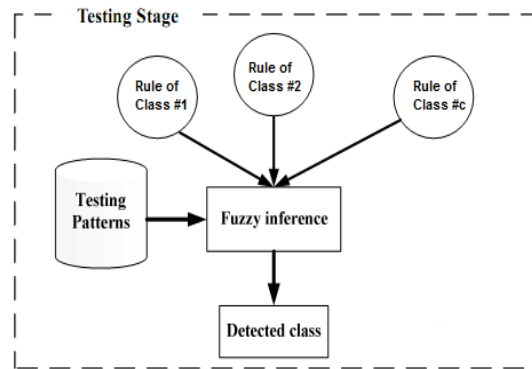 Testing Stage
Rule of
Class #1
Rule of
Class #2
Rule of
Class #c
Testing
Patterns
Fuzzy inference
Detected class